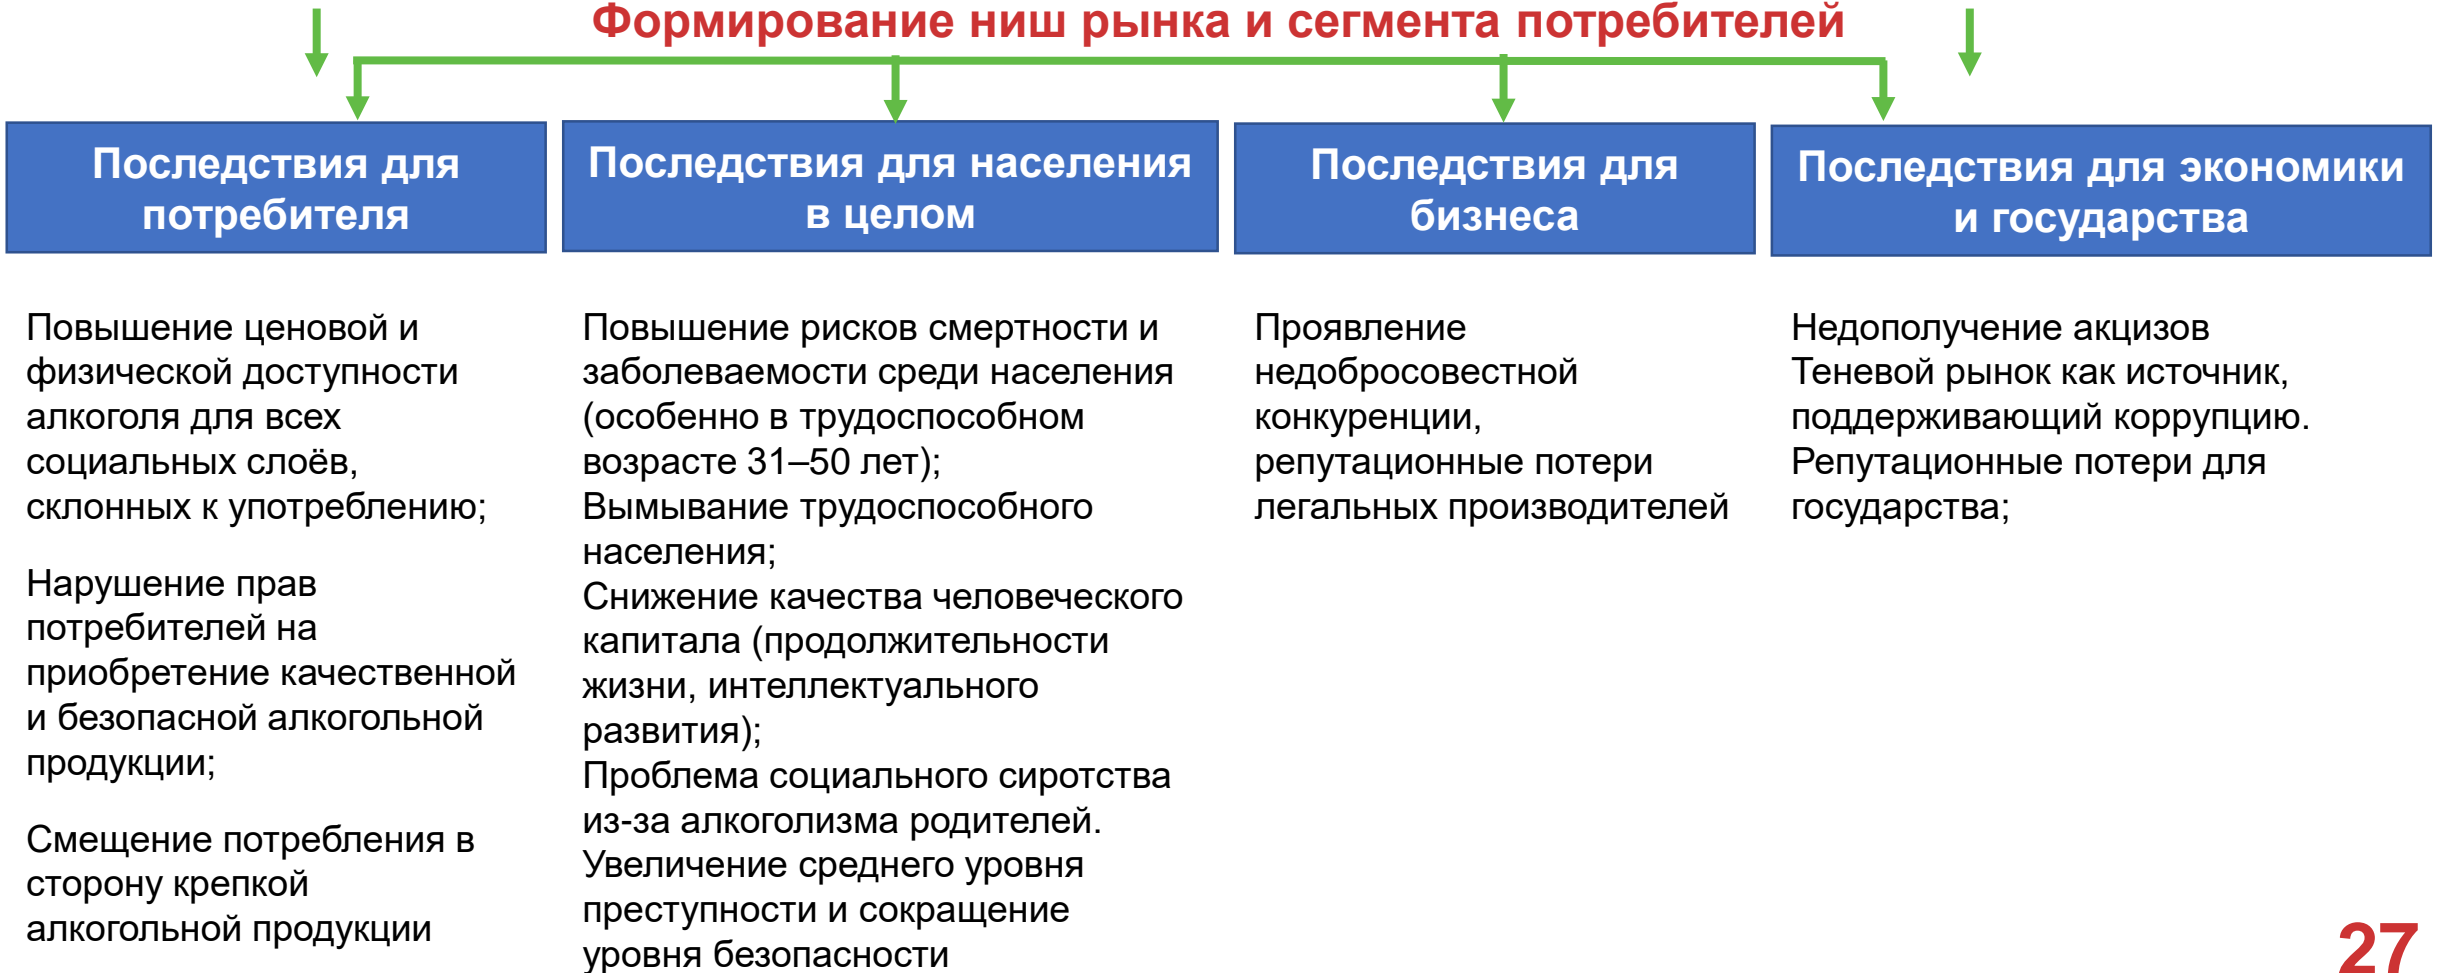 Формирование ниш рынка и сегмента потребителей
Последствия для
потребителя
Повышение ценовой и
физической доступности
алкоголя для всех
социальных слоёв,
склонных к употреблению;
Нарушение прав
потребителей на
приобретение качественной
и безопасной алкогольной
продукции;
Смещение потребления в
сторону крепкой
алкогольной продукции
Последствия для населения
в целом
Повышение рисков смертности и
заболеваемости среди населения
(особенно в трудоспособном
возрасте 31–50 лет);
Вымывание трудоспособного
населения;
Снижение качества человеческого
капитала (продолжительности
жизни, интеллектуального
развития);
Проблема социального сиротства
из-за алкоголизма родителей.
Увеличение среднего уровня
преступности и сокращение
уровня безопасности
Последствия для
бизнеса
Проявление
недобросовестной
конкуренции,
репутационные потери
легальных производителей
Последствия для экономики
и государства
Недополучение акцизов
Теневой рынок как источник,
поддерживающий коррупцию.
Репутационные потери для
государства;
27